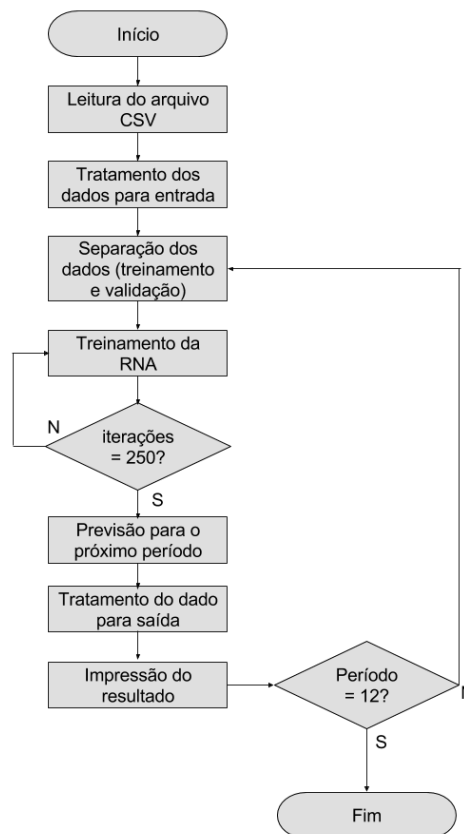 Início
Leitura do arquivo
CSV
Tratamento dos
dados para entrada
Separação dos
dados (treinamento
e validação)
Treinamento da
RNA
N
iterações
= 250?
S
Previsão para o
próximo período
Tratamento do dado
para saída
Impressão do
resultado
Período
= 12?
N
S
Fim